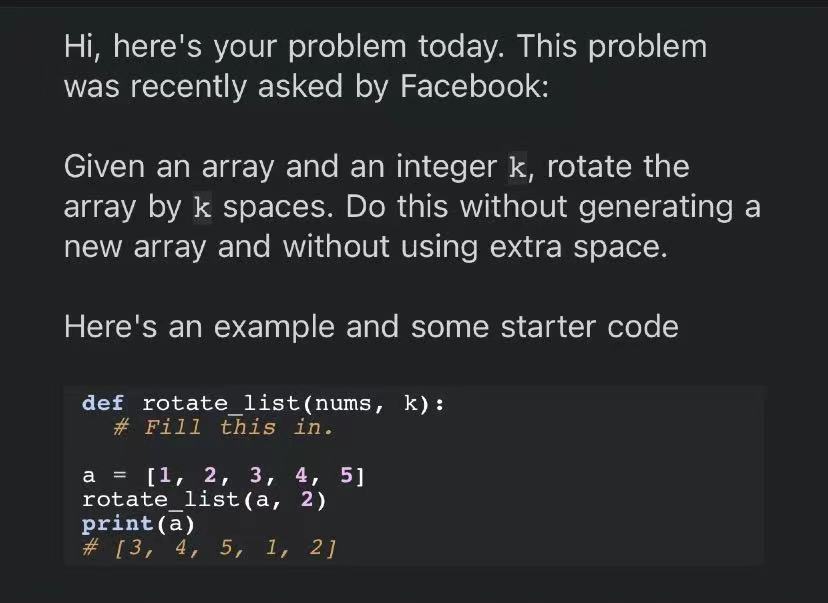 Hi, here's your problem today. This problem
was recently asked by Facebook:
Given an array and an integer k, rotate the
array by k spaces. Do this without generating a
new array and without using extra space.
Here's an example and some starter code
def rotate_list(nums, k):
# Fill this in.
a = [1, 2, 3, 4, 5]
rotate_list(a, 2)
print(a)
# [3, 4, 5, 1, 2]